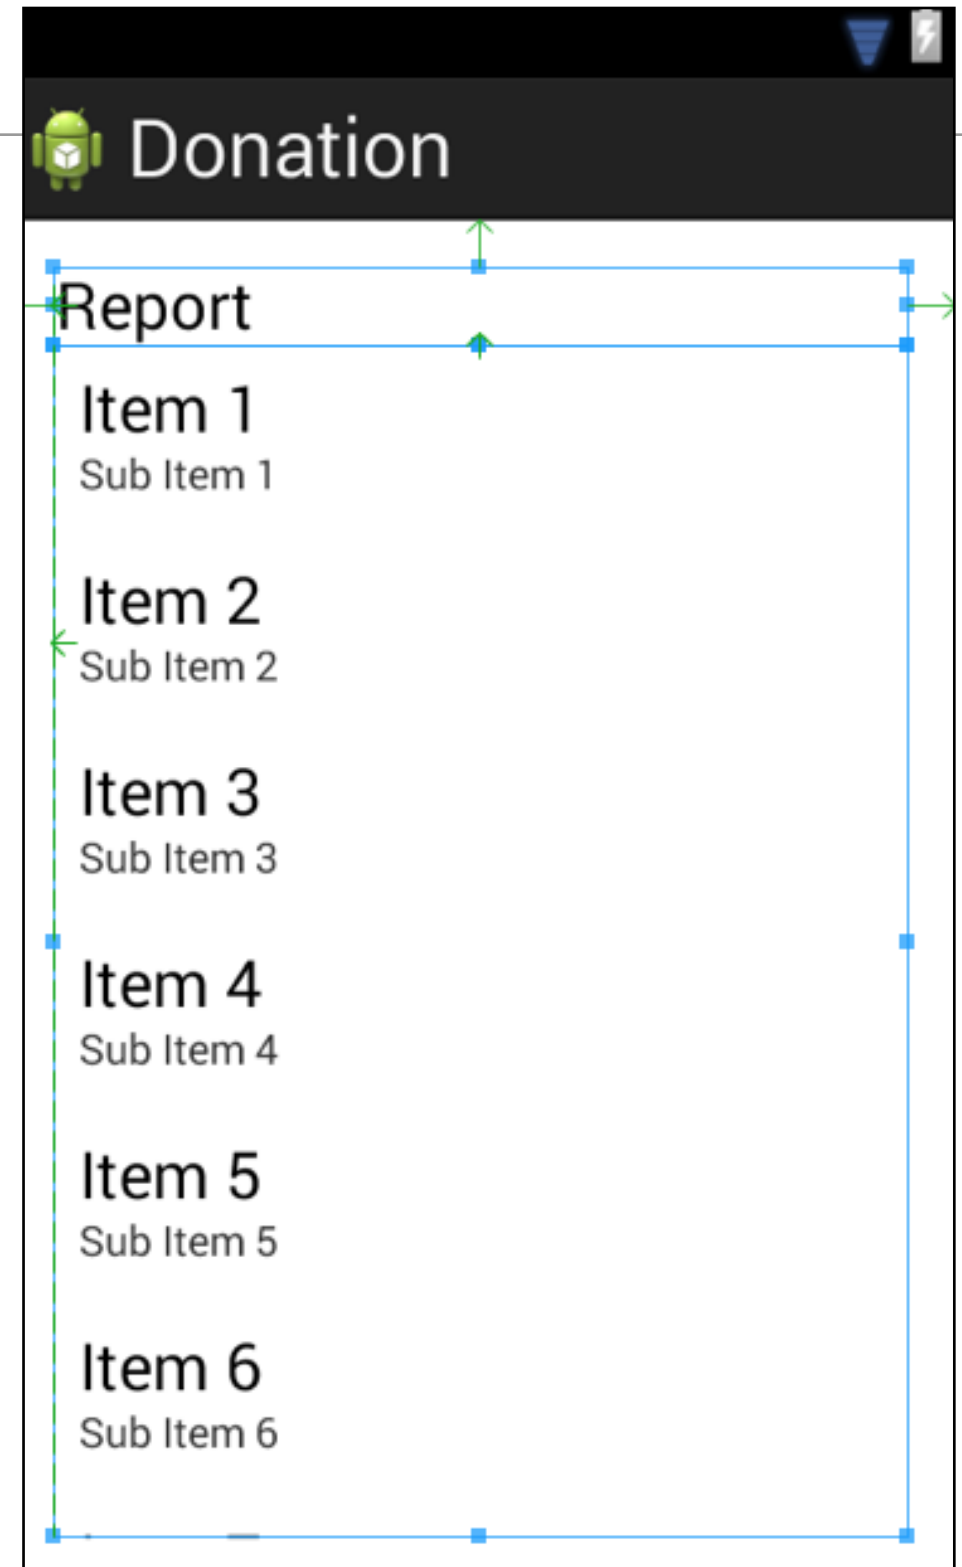 Donation
Report
Item 1
Sub Item 1
Item 2
Sub Item 2
Item 3
Sub Item 3
Item 4
Sub Item 4
Item 5
Sub Item 5
Item 6
Sub Item 6